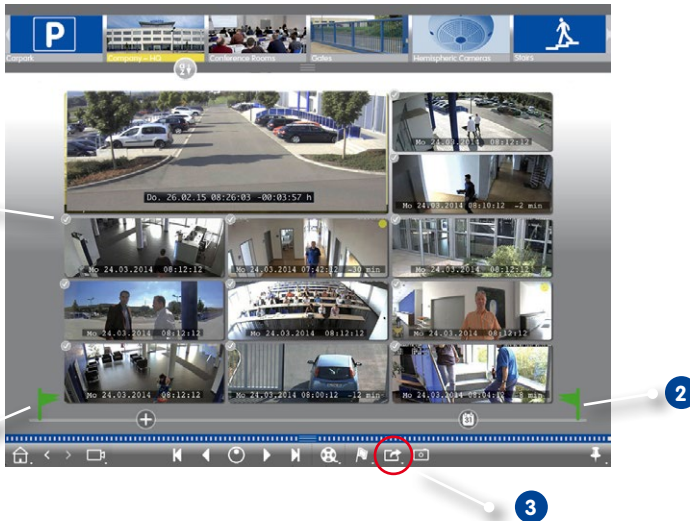 P
Carpark
Company – HQ
Conference Rooms
Gates
Hemispheric Cameras
Stairs
2
Mo 24.03.2014 08:12:12
Do. 26.02.15 08:26:03 -00:03:57 h
Mo 24.03.2014 08:10:12 -2 min
Mo 24.03.2014 08:12:12
Mo 24.03.2014 07:42:12 -30 min
Mo 24.03.2014 08:12:12
Mo 24.03.2014 08:12:12
Mo 24.03.2014 08:12:12
Mo 24.03.2014 08:12:12
Mo 24.03.2014 08:12:12
Mo 24.03.2014 08:00:12 -12 min
Mo 24.03.2014 08:04:12 -8 min
31
2
3